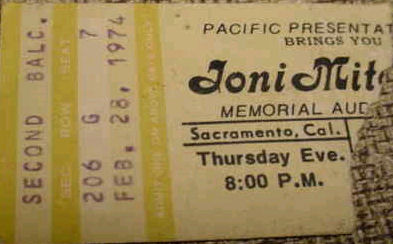 SECOND BALC.
SEC. ROW SEAT
206 G 7
FEB. 28, 1974
PACIFIC PRESENTAT
BRINGS YOU
Joni Mitc
MEMORIAL AUD
Sacramento, Cal.
Thursday Eve.
8:00 P.M.